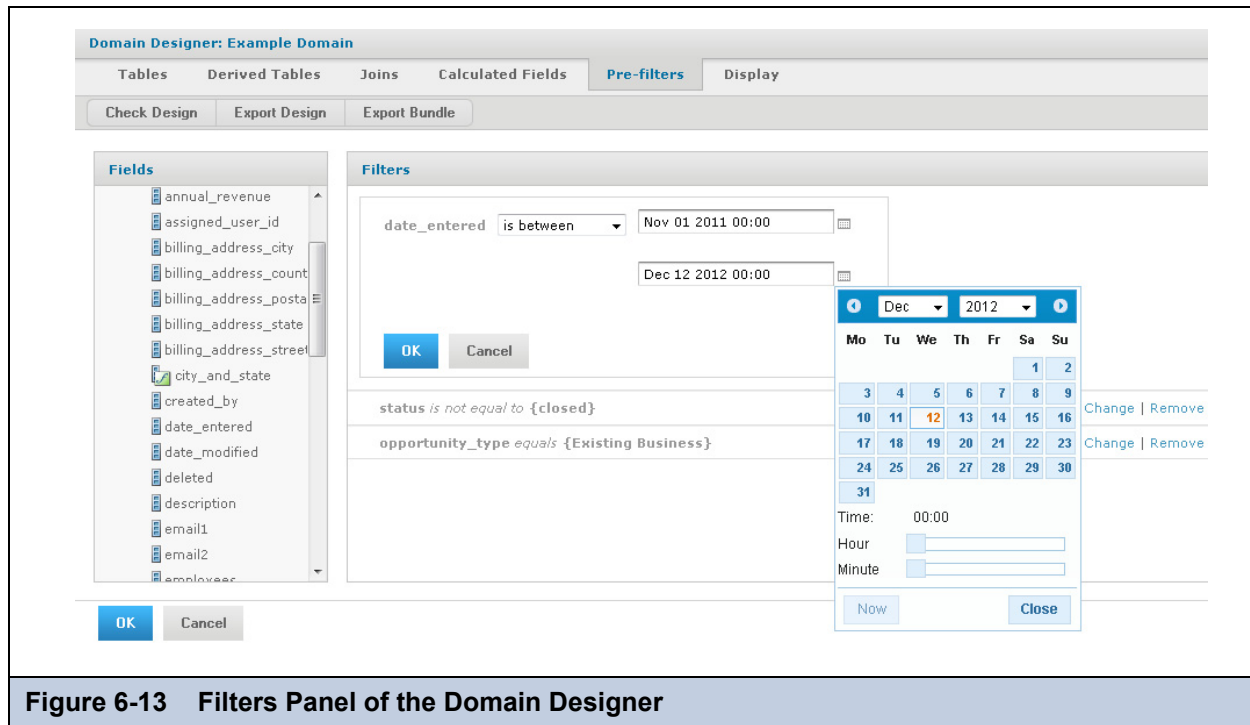 Domain Designer: Example Domain
Tables Derived Tables Joins Calculated Fields Pre-filters Display
Check Design Export Design Export Bundle
Fields
annual_revenue
assigned_user_id
billing_address_city
billing_address_count
billing_address_posta
billing_address_state
billing_address_street
city_and_state
created_by
date_entered
date_modified
deleted
description
email1
email2
employees
Filters
date_entered is between Nov 01 2011 00:00
Dec 12 2012 00:00
OK Cancel
status is not equal to {closed} Change | Remove
opportunity_type equals {Existing Business} Change | Remove
Dec 2012
Mo Tu We Th Fr Sa Su
1 2
3 4 5 6 7 8 9
10 11 12 13 14 15 16
17 18 19 20 21 22 23
24 25 26 27 28 29 30
31
Time: 00:00
Hour
Minute
Now Close
OK Cancel
Figure 6-13 Filters Panel of the Domain Designer